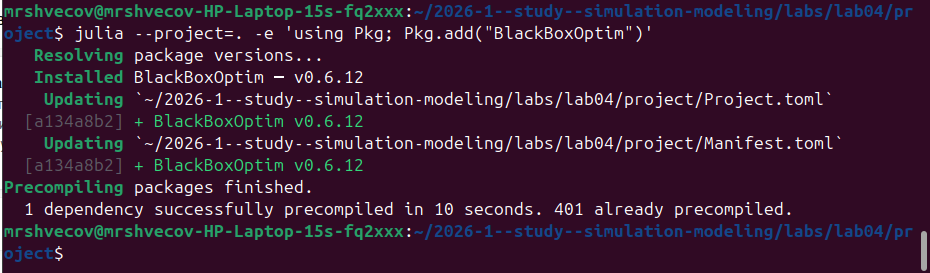 mrshvecov@mrshvecov-HP-Laptop-15s-fq2xxx:~/2026-1--study--simulation-modeling/labs/lab04/pr
oject$ julia --project=. -e 'using Pkg; Pkg.add("BlackBoxOptim")'
Resolving package versions...
Installed BlackBoxOptim ─ v0.6.12
Updating `~/2026-1--study--simulation-modeling/labs/lab04/project/Project.toml`
[a134a8b2] + BlackBoxOptim v0.6.12
Updating `~/2026-1--study--simulation-modeling/labs/lab04/project/Manifest.toml`
[a134a8b2] + BlackBoxOptim v0.6.12
Precompiling packages finished.
1 dependency successfully precompiled in 10 seconds. 401 already precompiled.
mrshvecov@mrshvecov-HP-Laptop-15s-fq2xxx:~/2026-1--study--simulation-modeling/labs/lab04/pr
oject$